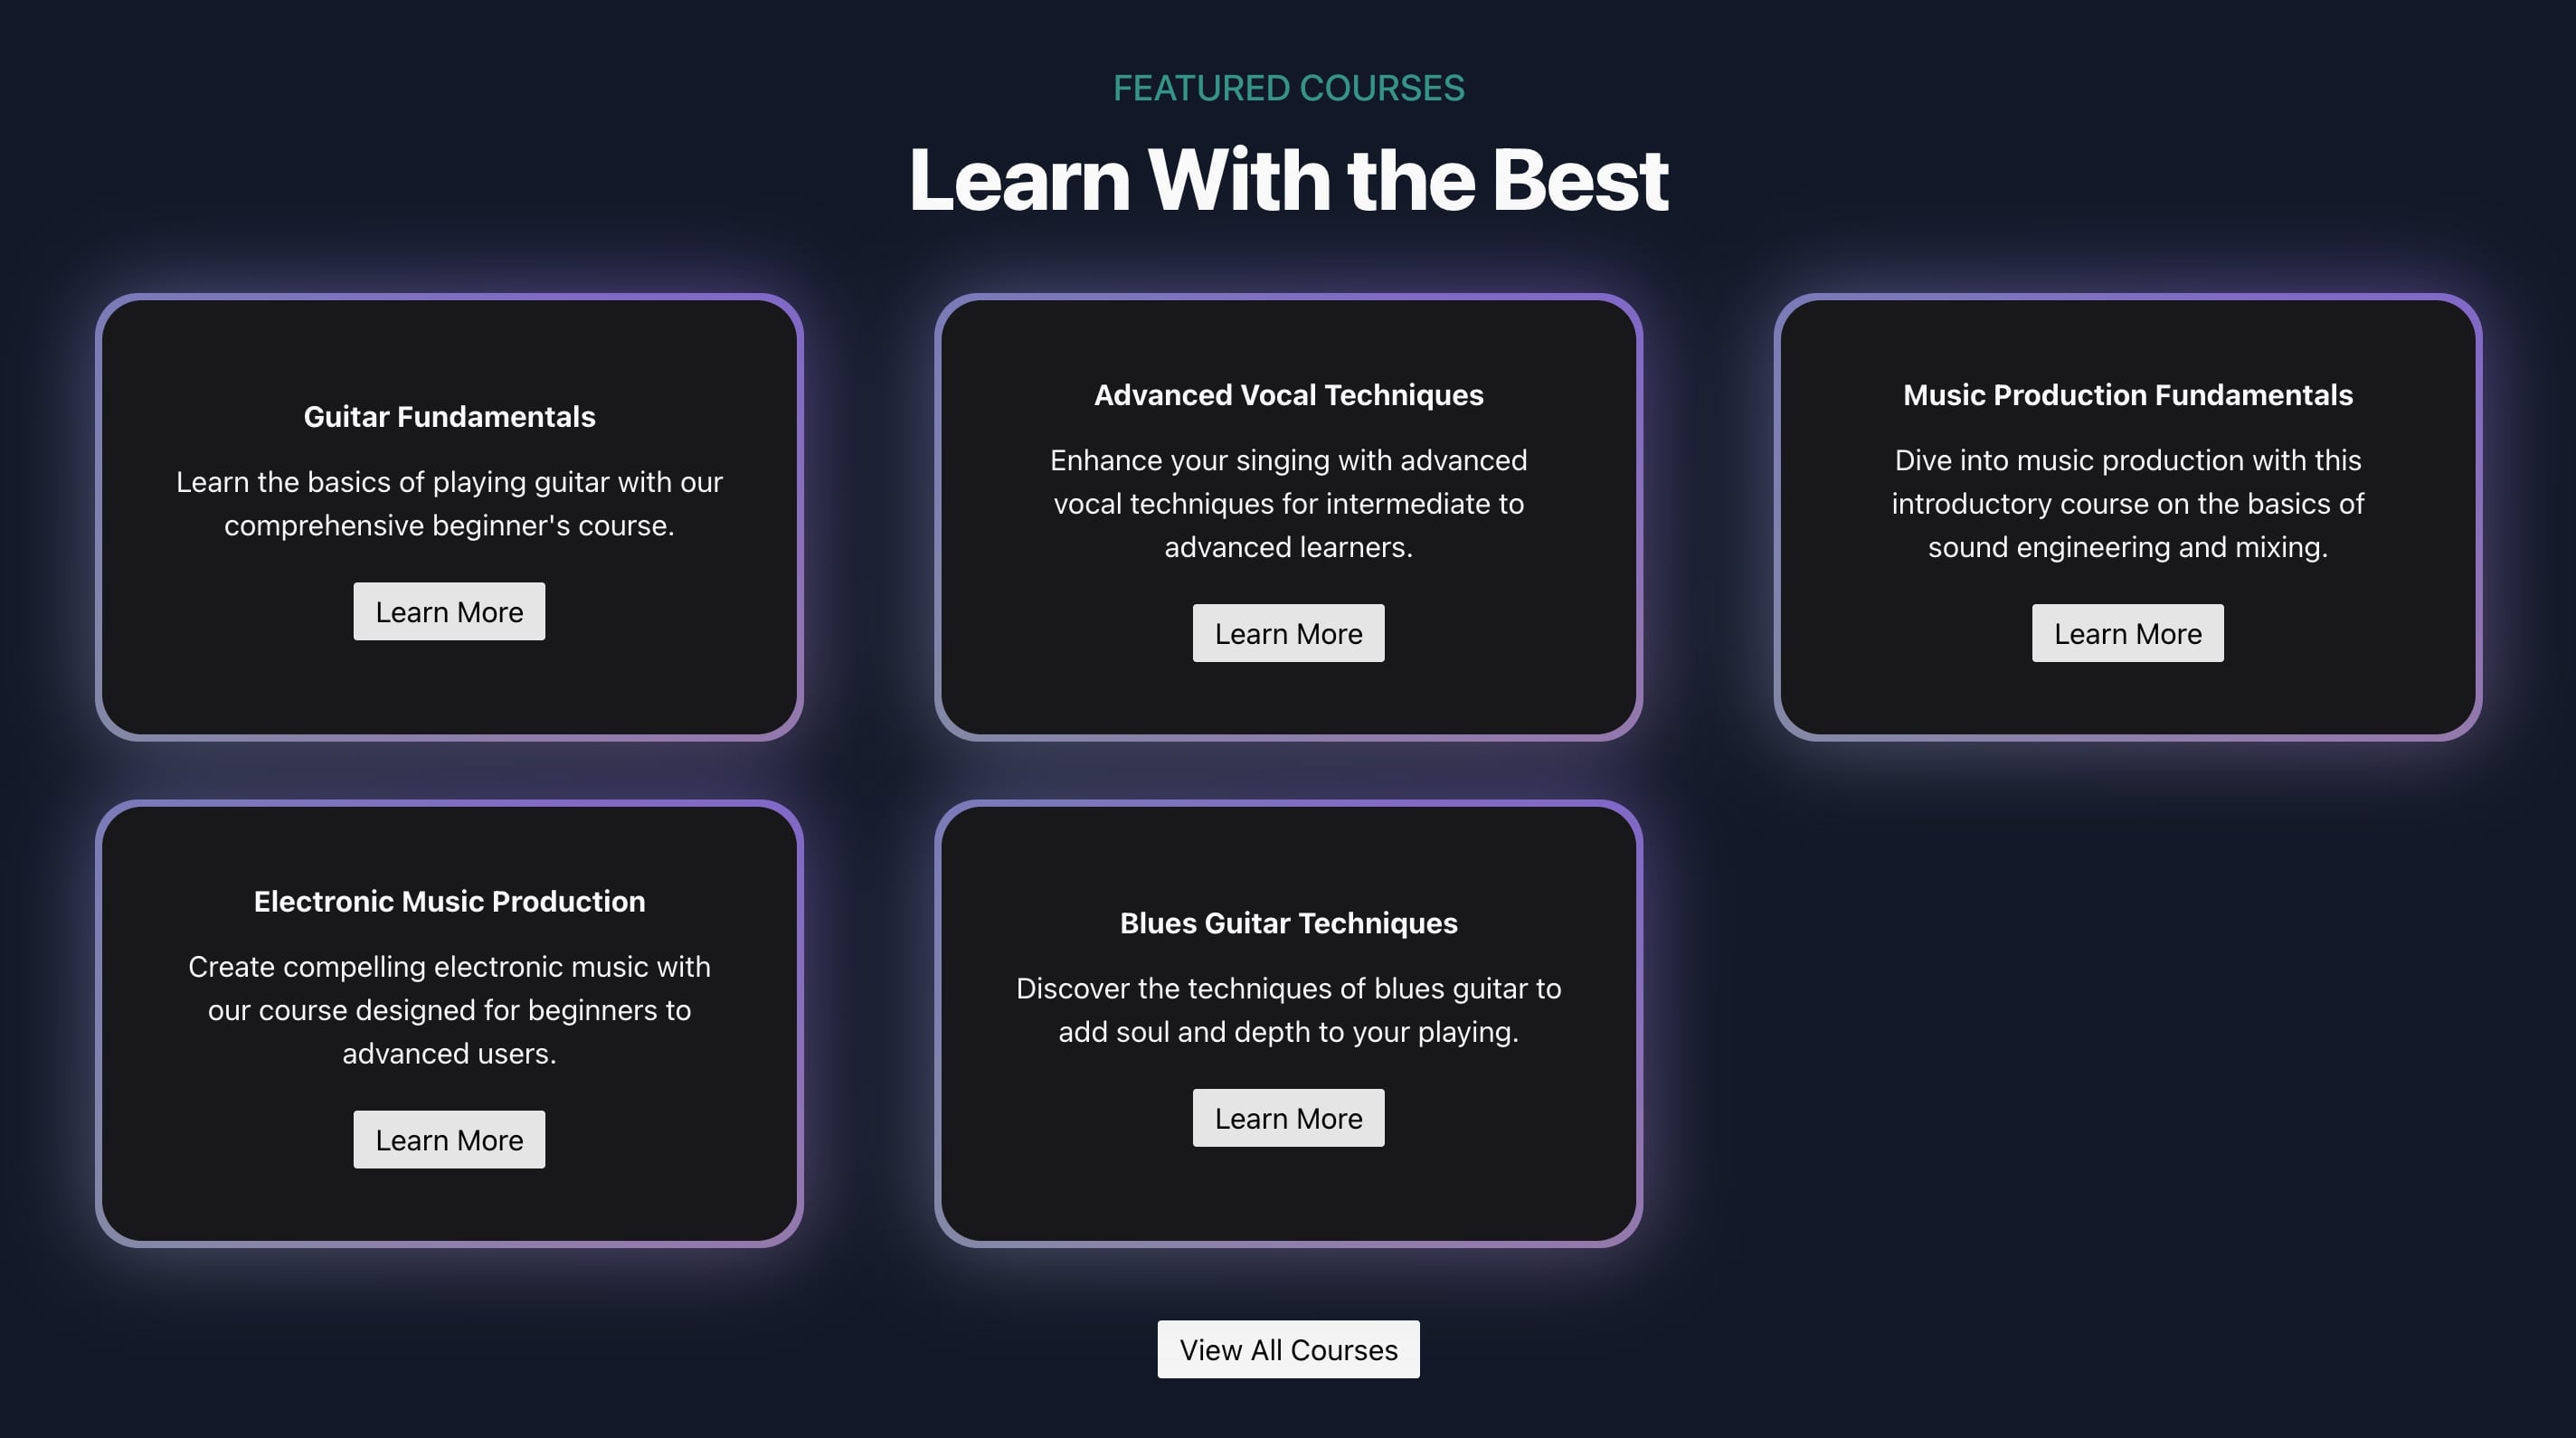 FEATURED COURSES
Learn With the Best
Guitar Fundamentals
Learn the basics of playing guitar with our
comprehensive beginner's course.
Learn More
Advanced Vocal Techniques
Enhance your singing with advanced
vocal techniques for intermediate to
advanced learners.
Learn More
Music Production Fundamentals
Dive into music production with this
introductory course on the basics of
sound engineering and mixing.
Learn More
Electronic Music Production
Create compelling electronic music with
our course designed for beginners to
advanced users.
Learn More
Blues Guitar Techniques
Discover the techniques of blues guitar to
add soul and depth to your playing.
Learn More
View All Courses